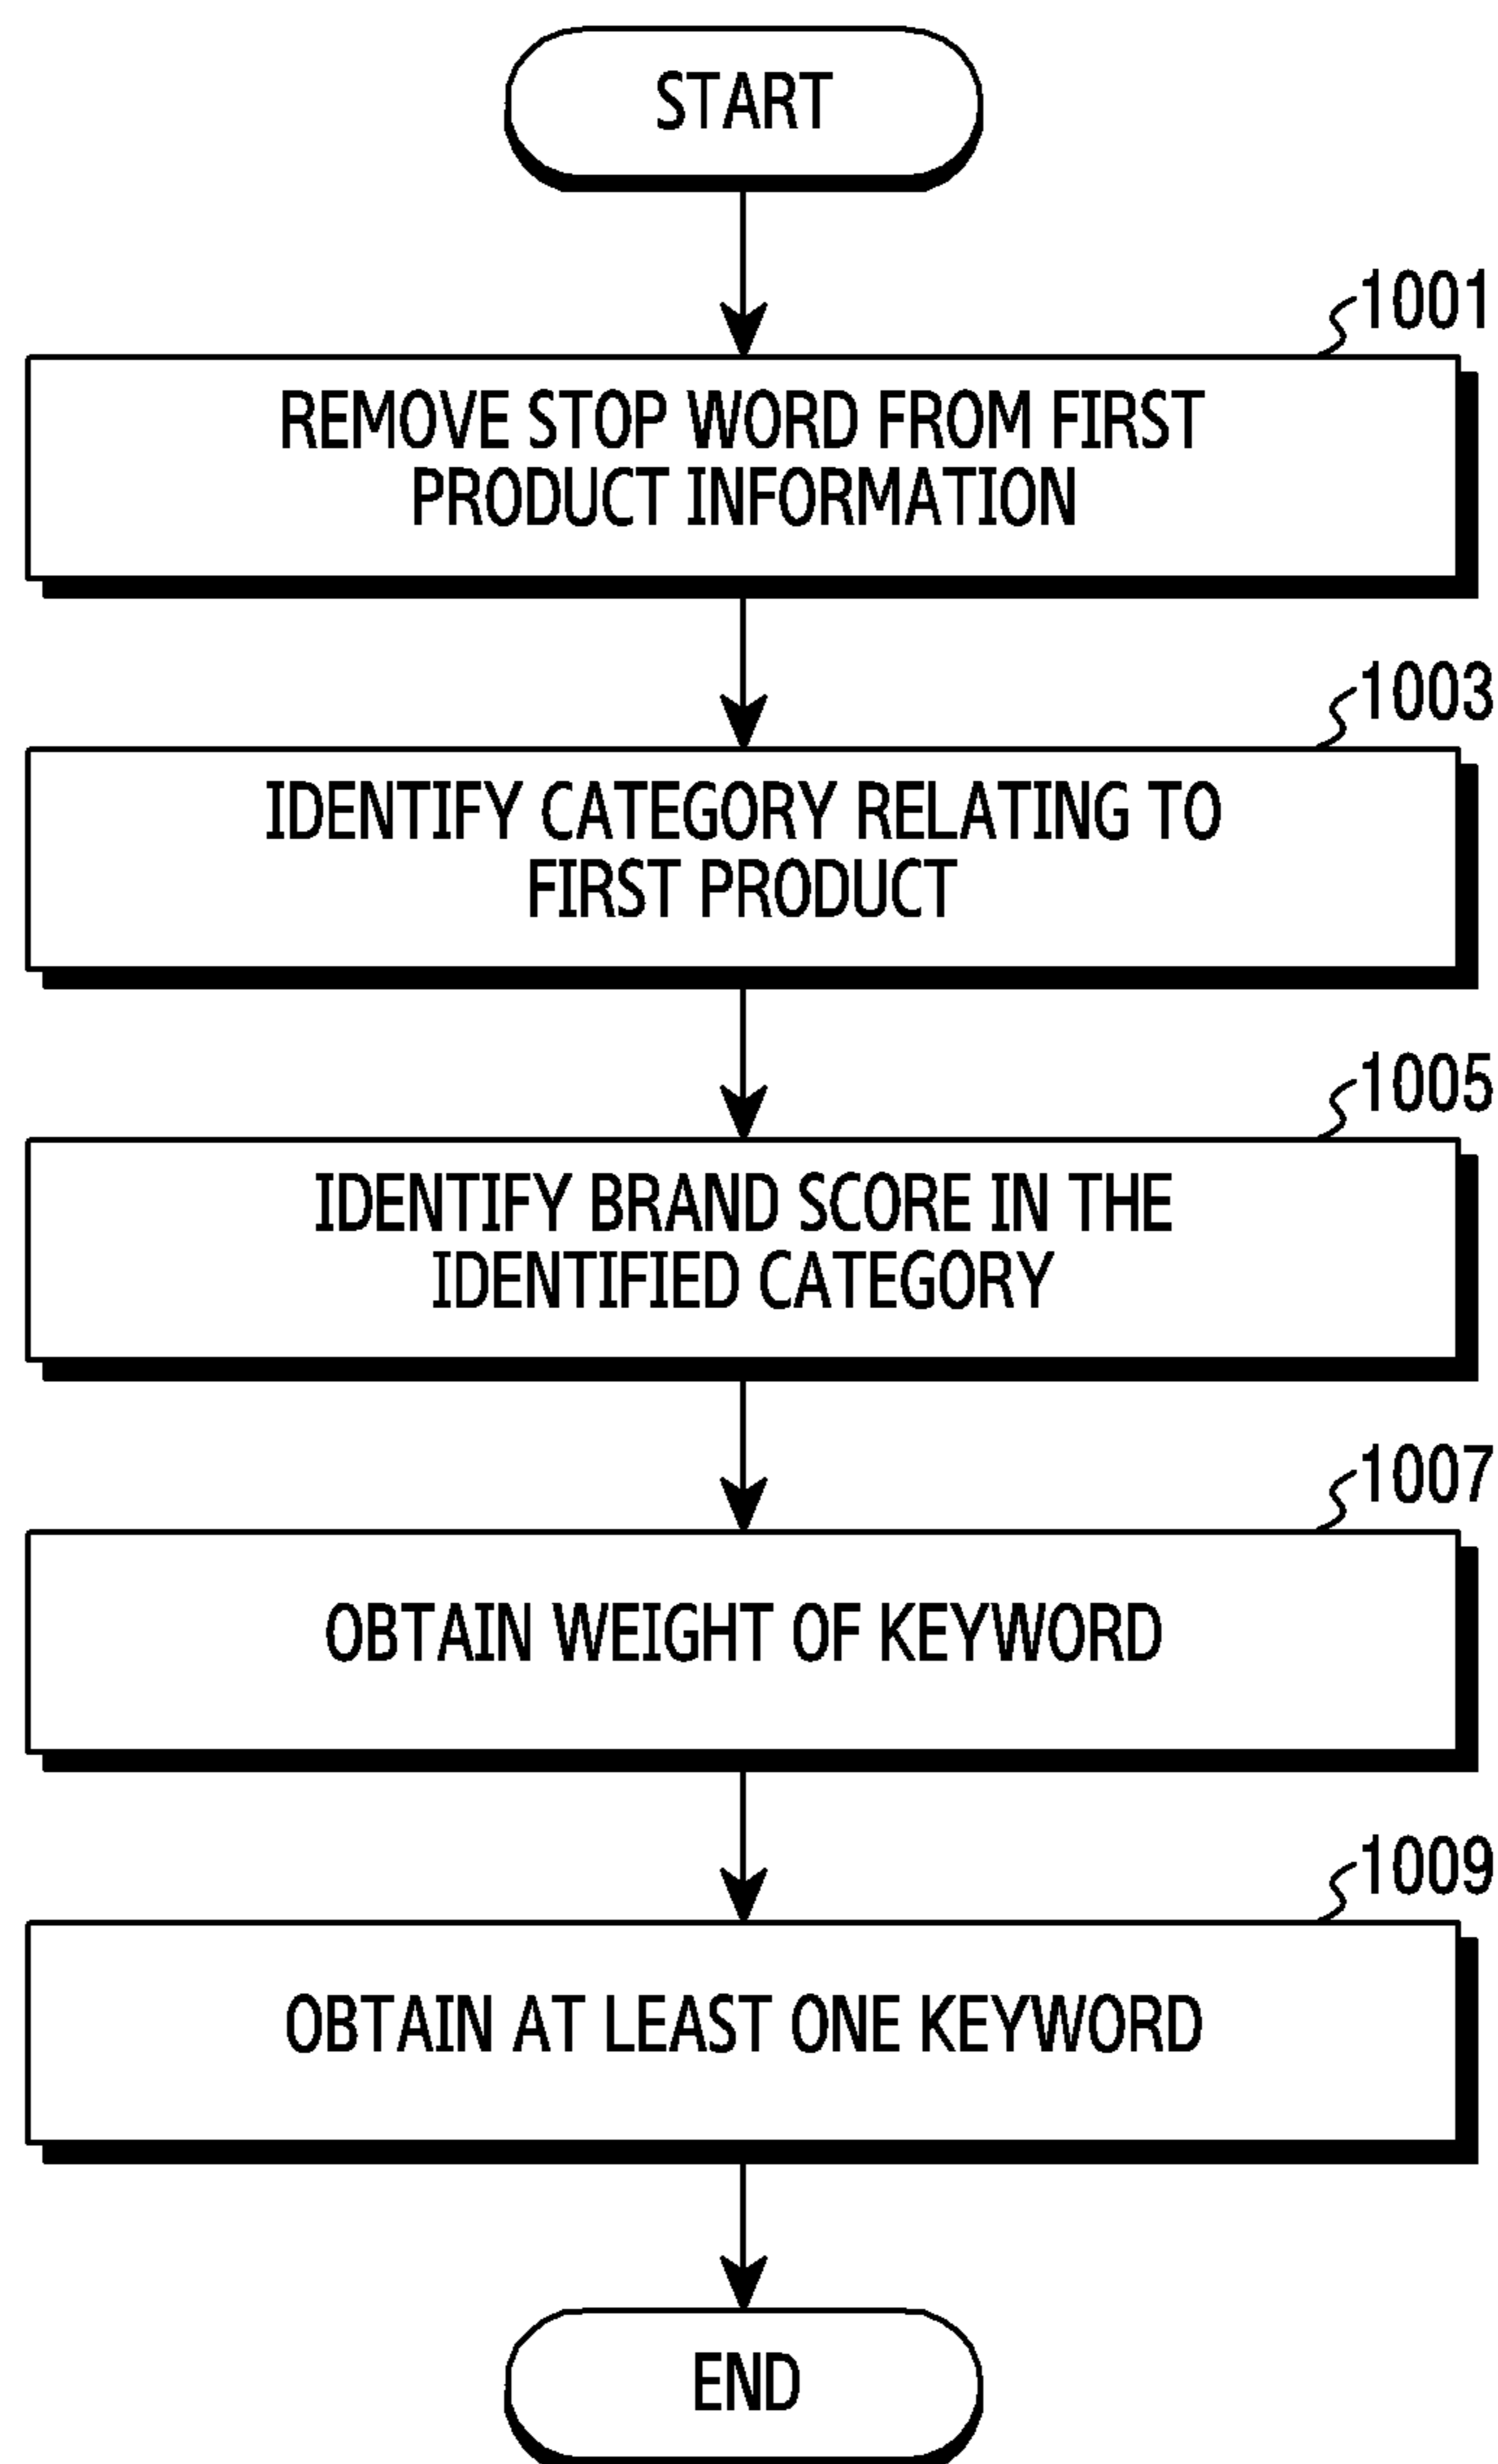 START
1001
REMOVE STOP WORD FROM FIRST
PRODUCT INFORMATION
1003
IDENTIFY CATEGORY RELATING TO
FIRST PRODUCT
1005
IDENTIFY BRAND SCORE IN THE
IDENTIFIED CATEGORY
1007
OBTAIN WEIGHT OF KEYWORD
1009
OBTAIN AT LEAST ONE KEYWORD
END